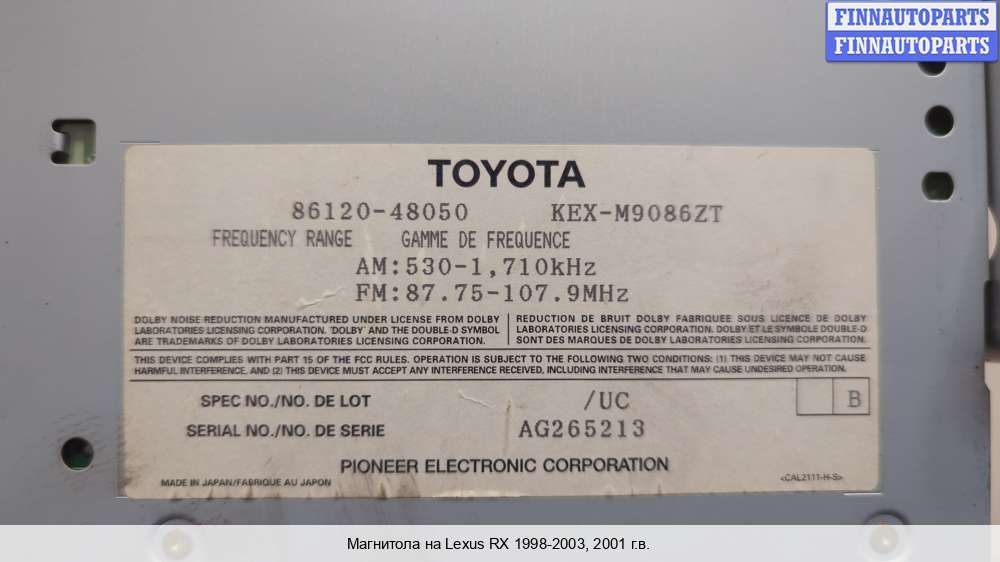 FINNAUTOPARTS
FINNAUTOPARTS
TOYOTA
86120-48050 KEX-M9086ZT
FREQUENCY RANGE GAMME DE FREQUENCE
AM:530-1,710kHz
FM:87.75-107.9MHz
DOLBY NOISE REDUCTION MANUFACTURED UNDER LICENSE FROM DOLBY
LABORATORIES LICENSING CORPORATION. "DOLBY" AND THE DOUBLE-D SYMBOL
ARE TRADEMARKS OF DOLBY LABORATORIES LICENSING CORPORATION.
REDUCTION DE BRUIT DOLBY FABRIQUEE SOUS LICENCE DE DOLBY
LABORATORIES LICENSING CORPORATION. DOLBY ET LE SYMBOLE DOUBLE-D
SONT DES MARQUES DE DOLBY LABORATORIES LICENSING CORPORATION.
THIS DEVICE COMPLIES WITH PART 15 OF THE FCC RULES. OPERATION IS SUBJECT TO THE FOLLOWING TWO CONDITIONS: (1) THIS DEVICE MAY NOT CAUSE
HARMFUL INTERFERENCE, AND (2) THIS DEVICE MUST ACCEPT ANY INTERFERENCE RECEIVED, INCLUDING INTERFERENCE THAT MAY CAUSE UNDESIRED OPERATION.
SPEC NO./NO. DE LOT /UC B
SERIAL NO./NO. DE SERIE AG265213
PIONEER ELECTRONIC CORPORATION
MADE IN JAPAN/FABRIQUE AU JAPON <CAL2111-H-S>
Магнитола на Lexus RX 1998-2003, 2001 г.в.